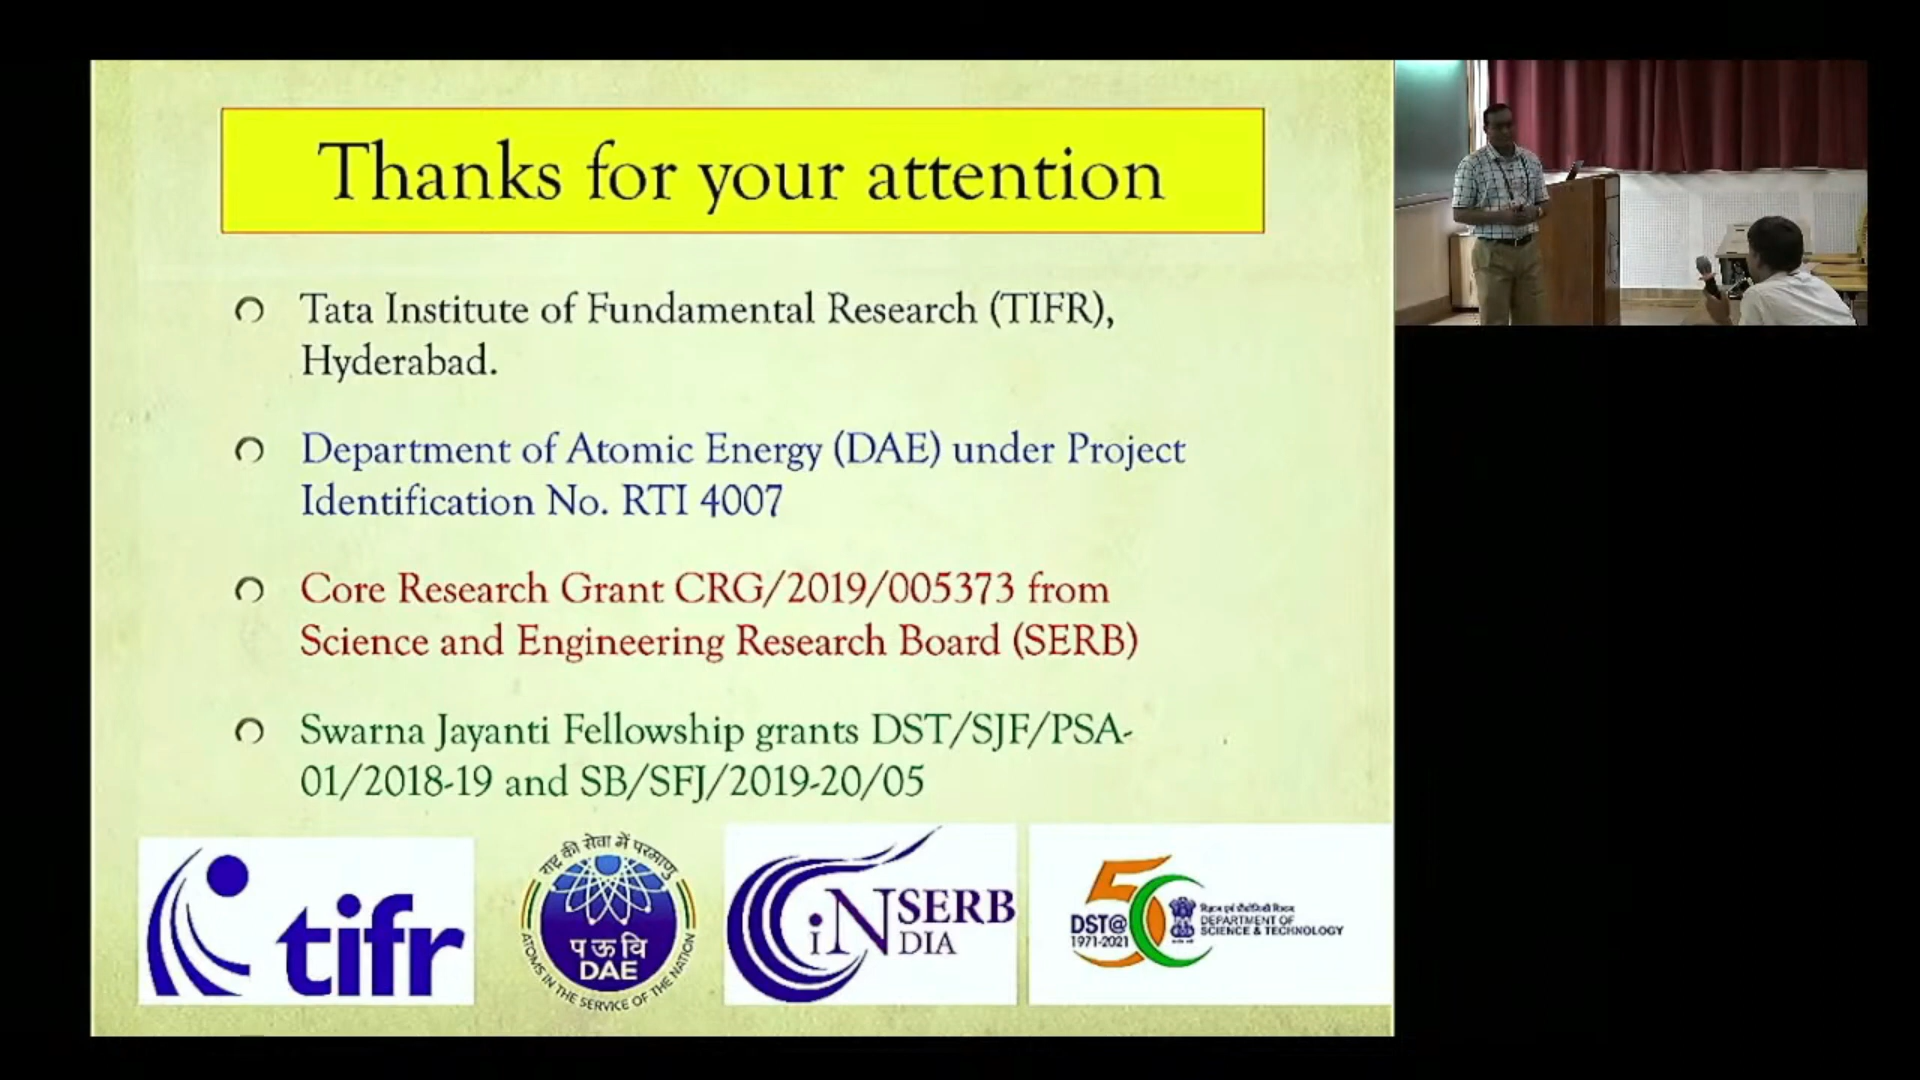 Thanks for your attention
Tata Institute of Fundamental Research (TIFR),
Hyderabad.
Department of Atomic Energy (DAE) under Project
Identification No. RTI 4007
Core Research Grant CRG/2019/005373 from
Science and Engineering Research Board (SERB)
Swarna Jayanti Fellowship grants DST/SJF/PSA-
01/2018-19 and SB/SFJ/2019-20/05
tifr
राष्ट्र की सेवा में परमाणु
पऊवि
DAE
ATOMS IN THE SERVICE OF THE NATION
SERB
iNDIA
50
DST@
1971-2021
DEPARTMENT OF
SCIENCE & TECHNOLOGY